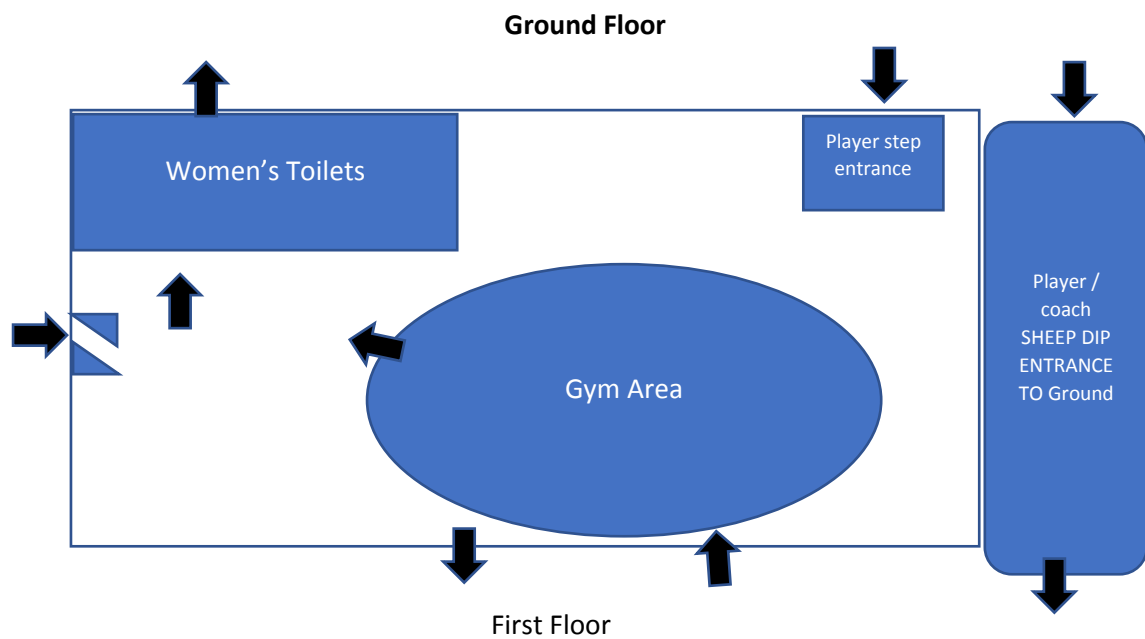 Ground Floor
Women's Toilets
Player step
entrance
Player /
coach
SHEEP DIP
ENTRANCE
TO Ground
Gym Area
First Floor